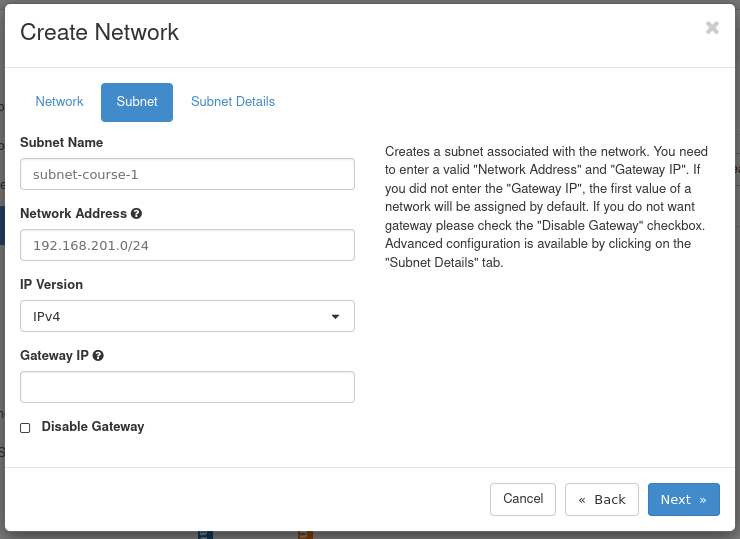 Create Network
✖
Network
Subnet
Subnet Details
Subnet Name
subnet-course-1
Network Address
192.168.201.0/24
IP Version
IPv4
Gateway IP
Disable Gateway
Creates a subnet associated with the network. You need
to enter a valid "Network Address" and "Gateway IP". If
you did not enter the "Gateway IP", the first value of a
network will be assigned by default. If you do not want
gateway please check the "Disable Gateway" checkbox.
Advanced configuration is available by clicking on the
"Subnet Details" tab.
Cancel
« Back
Next »